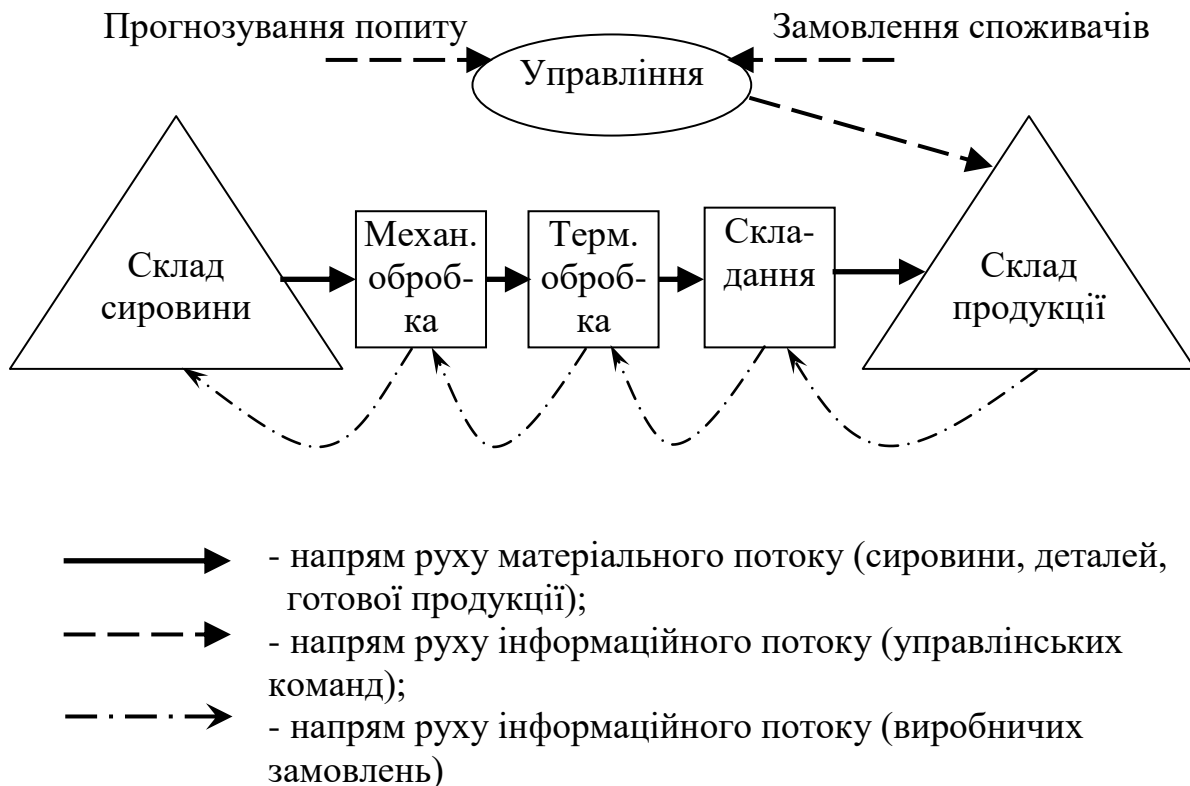 Прогнозування попиту
Замовлення споживачів
Управління
Склад
сировини
Механ.
оброб-
ка
Терм.
оброб-
ка
Скла-
дання
Склад
продукції
- напрям руху матеріального потоку (сировини, деталей,
готової продукції);
- напрям руху інформаційного потоку (управлінських
команд);
- напрям руху інформаційного потоку (виробничих
замовлень)